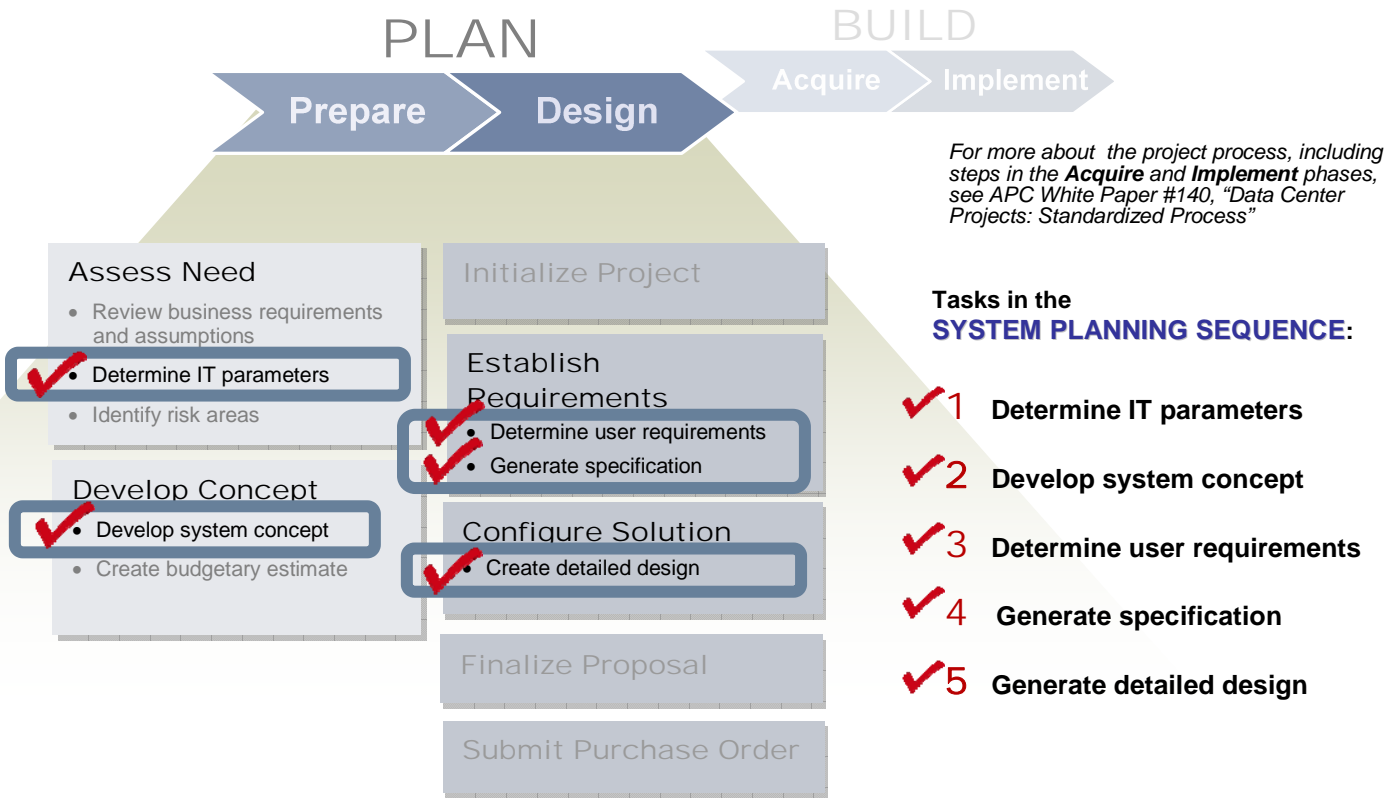 PLAN
BUILD
Prepare
Design
Acquire
Implement
For more about the project process, including
steps in the Acquire and Implement phases,
see APC White Paper #140, “Data Center
Projects: Standardized Process”
Assess Need
• Review business requirements
and assumptions
• Determine IT parameters
• Identify risk areas
Develop Concept
• Develop system concept
• Create budgetary estimate
Initialize Project
Establish
Requirements
• Determine user requirements
• Generate specification
Configure Solution
• Create detailed design
Finalize Proposal
Submit Purchase Order
Tasks in the
SYSTEM PLANNING SEQUENCE:
1 Determine IT parameters
2 Develop system concept
3 Determine user requirements
4 Generate specification
5 Generate detailed design